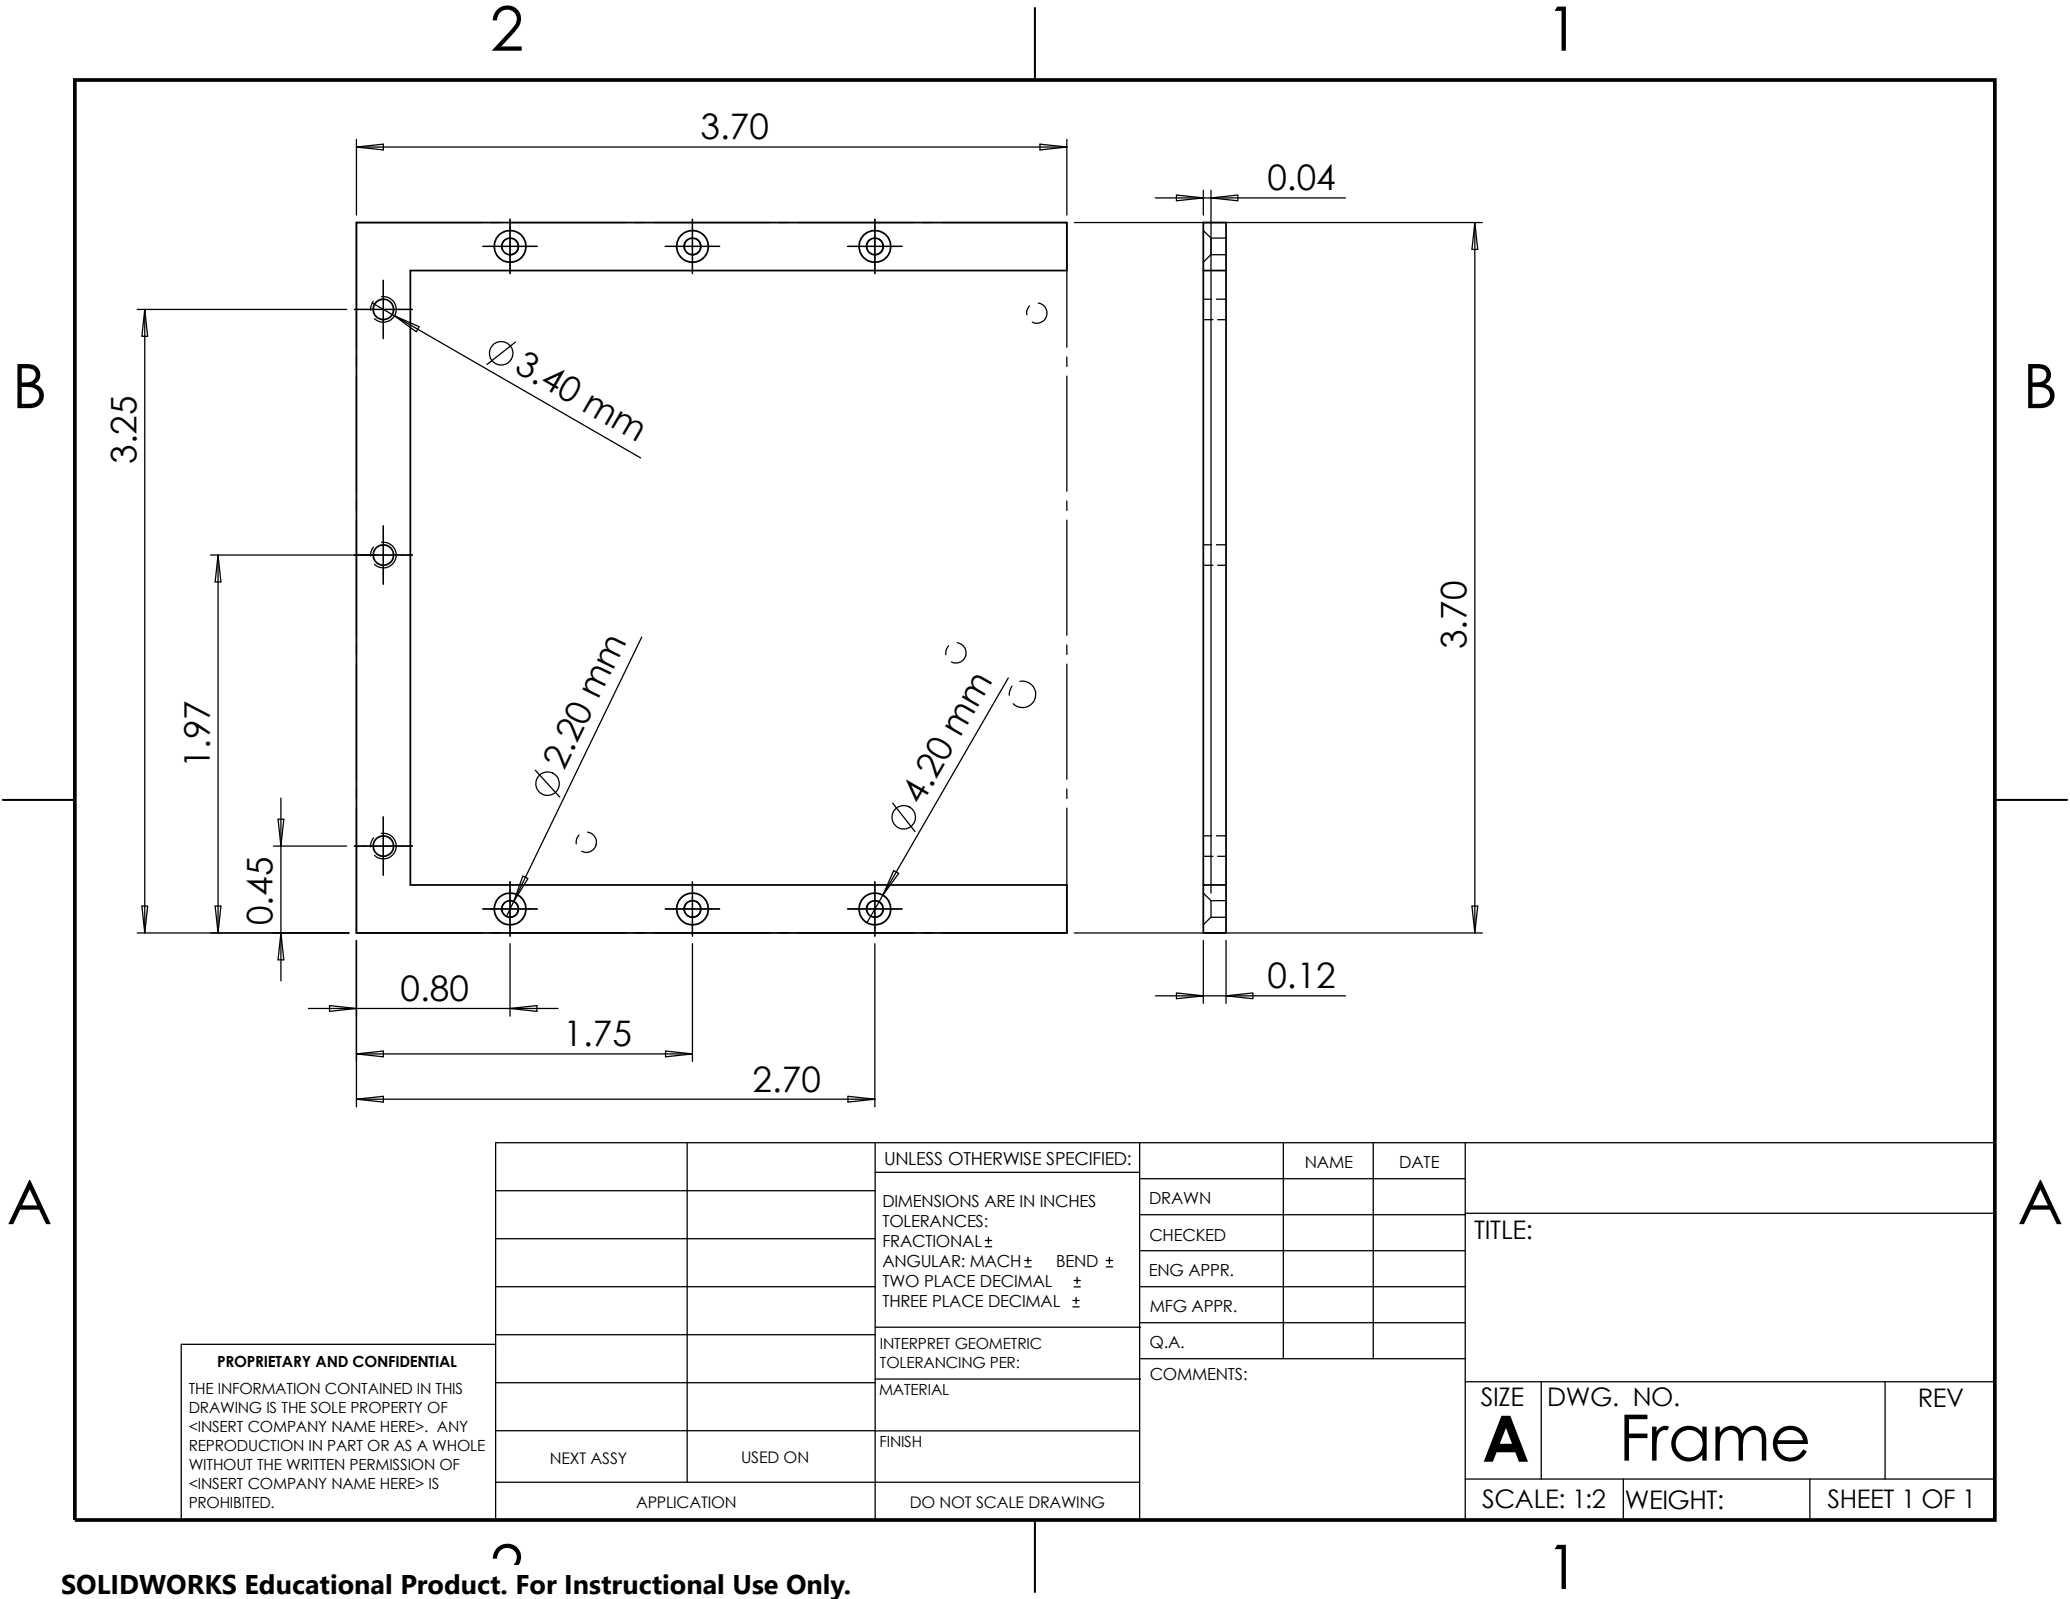 2 1
3.70
0.04
B B
⌀3.40 mm
3.25
3.70
⌀2.20 mm
⌀4.20 mm
1.97
0.45
0.80
0.12
1.75
2.70
A A
UNLESS OTHERWISE SPECIFIED:
DIMENSIONS ARE IN INCHES
TOLERANCES:
FRACTIONAL ±
ANGULAR: MACH ± BEND ±
TWO PLACE DECIMAL ±
THREE PLACE DECIMAL ±
INTERPRET GEOMETRIC
TOLERANCING PER:
MATERIAL
FINISH
DO NOT SCALE DRAWING
NAME DATE
DRAWN
CHECKED
ENG APPR.
MFG APPR.
Q.A.
COMMENTS:
TITLE:
SIZE DWG. NO. REV
A Frame
SCALE: 1:2 WEIGHT: SHEET 1 OF 1
PROPRIETARY AND CONFIDENTIAL
THE INFORMATION CONTAINED IN THIS
DRAWING IS THE SOLE PROPERTY OF
<INSERT COMPANY NAME HERE>. ANY
REPRODUCTION IN PART OR AS A WHOLE
WITHOUT THE WRITTEN PERMISSION OF
<INSERT COMPANY NAME HERE> IS
PROHIBITED.
NEXT ASSY USED ON
APPLICATION
2 1
SOLIDWORKS Educational Product. For Instructional Use Only.